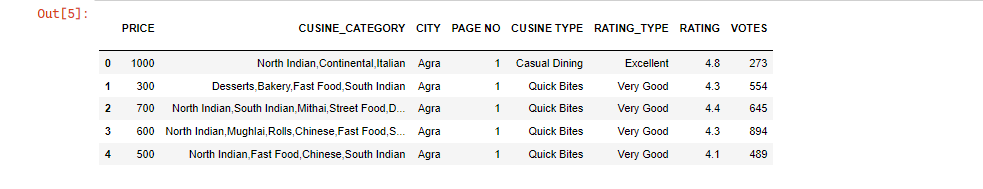 Out[5]:
PRICE CUSINE_CATEGORY CITY PAGE NO CUSINE TYPE RATING_TYPE RATING VOTES
0 1000 North Indian,Continental,Italian Agra 1 Casual Dining Excellent 4.8 273
1 300 Desserts,Bakery,Fast Food,South Indian Agra 1 Quick Bites Very Good 4.3 554
2 700 North Indian,South Indian,Mithai,Street Food,D... Agra 1 Quick Bites Very Good 4.4 645
3 600 North Indian,Mughlai,Rolls,Chinese,Fast Food,S... Agra 1 Quick Bites Very Good 4.3 894
4 500 North Indian,Fast Food,Chinese,South Indian Agra 1 Quick Bites Very Good 4.1 489